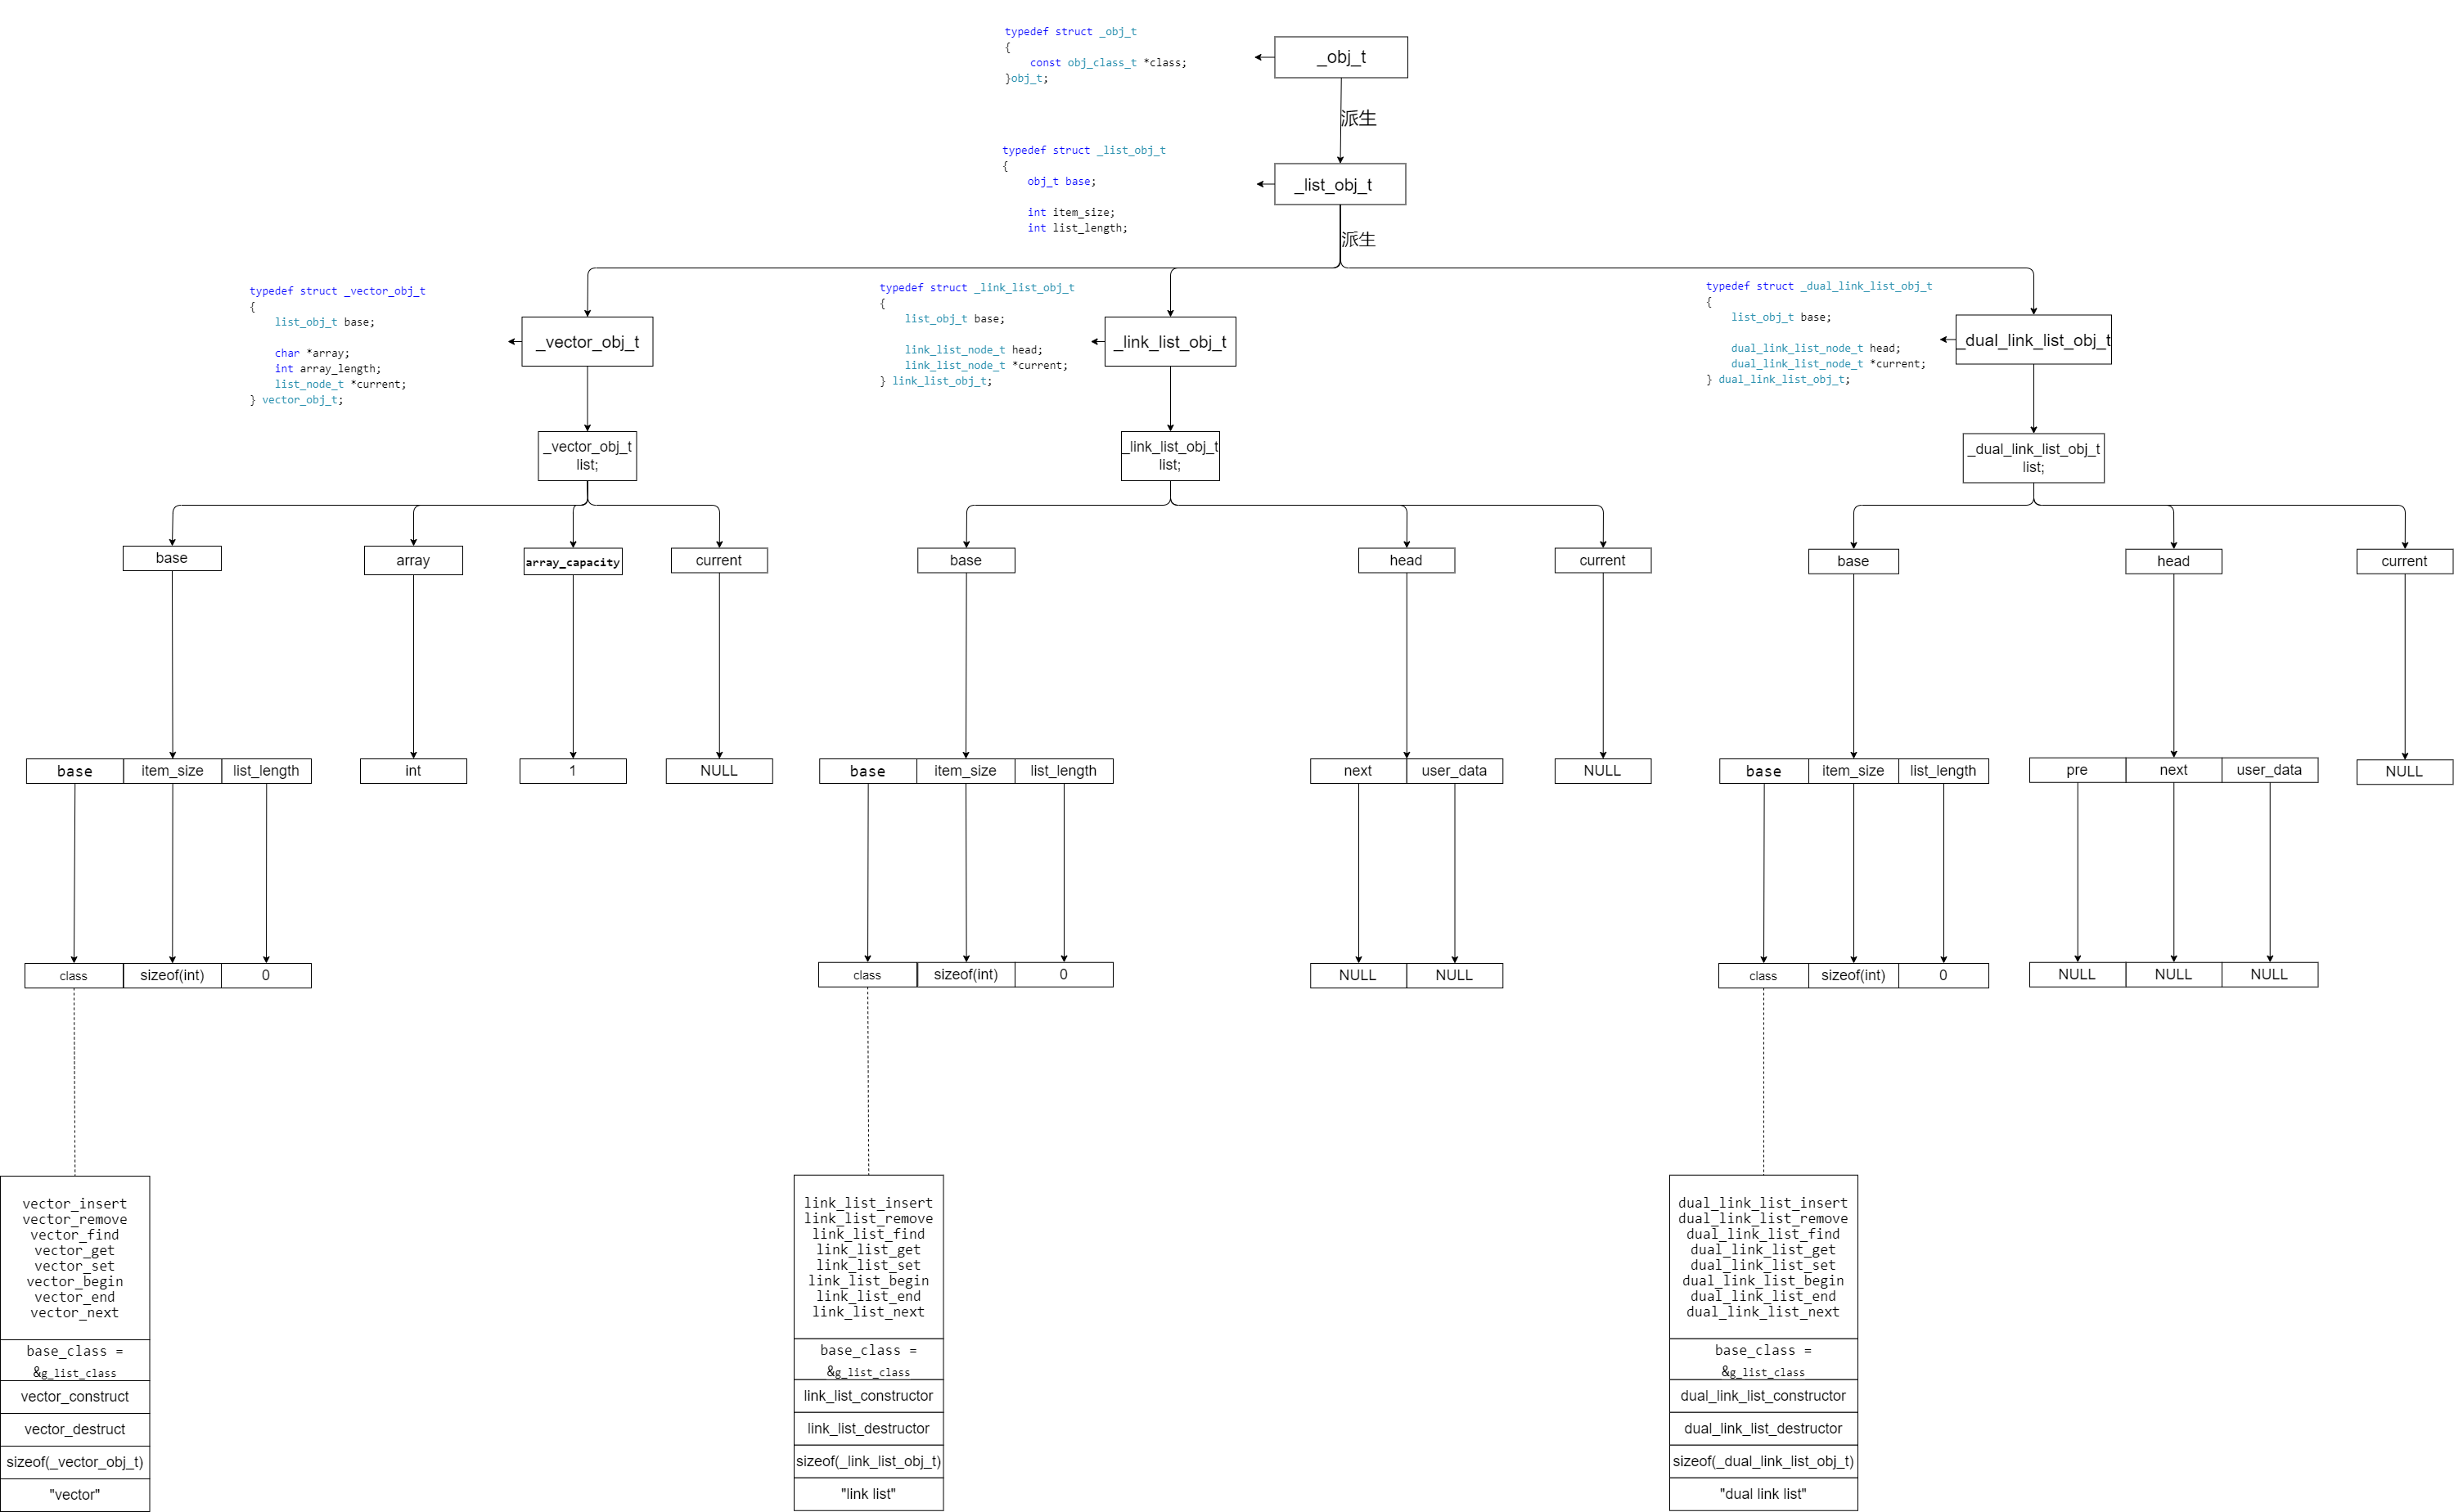 typedef struct _obj_t
{
    const obj_class_t *class;
}obj_t;
_obj_t
派生
typedef struct _list_obj_t
{
    obj_t base;
    int item_size;
    int list_length;
_list_obj_t
派生
typedef struct _vector_obj_t
{
    list_obj_t base;
    char *array;
    int array_length;
    list_node_t *current;
} vector_obj_t;
_vector_obj_t
typedef struct _link_list_obj_t
{
    list_obj_t base;
    link_list_node_t head;
    link_list_node_t *current;
} link_list_obj_t;
_link_list_obj_t
typedef struct _dual_link_list_obj_t
{
    list_obj_t base;
    dual_link_list_node_t head;
    dual_link_list_node_t *current;
} dual_link_list_obj_t;
_dual_link_list_obj_t
_vector_obj_t
list;
_link_list_obj_t
list;
_dual_link_list_obj_t
list;
base
array
array_capacity
current
base
head
current
base
head
current
base
item_size
list_length
int
1
NULL
base
item_size
list_length
next
user_data
NULL
base
item_size
list_length
pre
next
user_data
NULL
class
sizeof(int)
0
class
sizeof(int)
0
NULL
NULL
class
sizeof(int)
0
NULL
NULL
NULL
vector_insert
vector_remove
vector_find
vector_get
vector_set
vector_begin
vector_end
vector_next
base_class =
&g_list_class
vector_construct
vector_destruct
sizeof(_vector_obj_t)
"vector"
link_list_insert
link_list_remove
link_list_find
link_list_get
link_list_set
link_list_begin
link_list_end
link_list_next
base_class =
&g_list_class
link_list_constructor
link_list_destructor
sizeof(_link_list_obj_t)
"link list"
dual_link_list_insert
dual_link_list_remove
dual_link_list_find
dual_link_list_get
dual_link_list_set
dual_link_list_begin
dual_link_list_end
dual_link_list_next
base_class =
&g_list_class
dual_link_list_constructor
dual_link_list_destructor
sizeof(_dual_link_list_obj_t)
"dual link list"